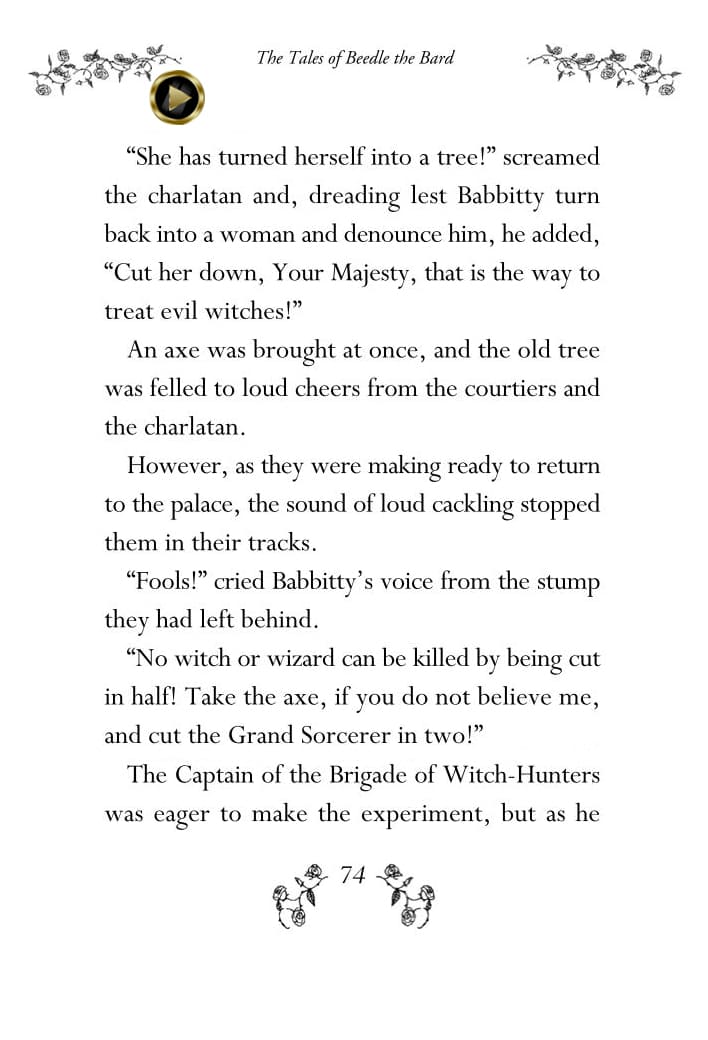 The Tales of Beedle the Bard
“She has turned herself into a tree!” screamed
the charlatan and, dreading lest Babbitty turn
back into a woman and denounce him, he added,
“Cut her down, Your Majesty, that is the way to
treat evil witches!”
An axe was brought at once, and the old tree
was felled to loud cheers from the courtiers and
the charlatan.
However, as they were making ready to return
to the palace, the sound of loud cackling stopped
them in their tracks.
“Fools!” cried Babbitty’s voice from the stump
they had left behind.
“No witch or wizard can be killed by being cut
in half! Take the axe, if you do not believe me,
and cut the Grand Sorcerer in two!”
The Captain of the Brigade of Witch-Hunters
was eager to make the experiment, but as he
74